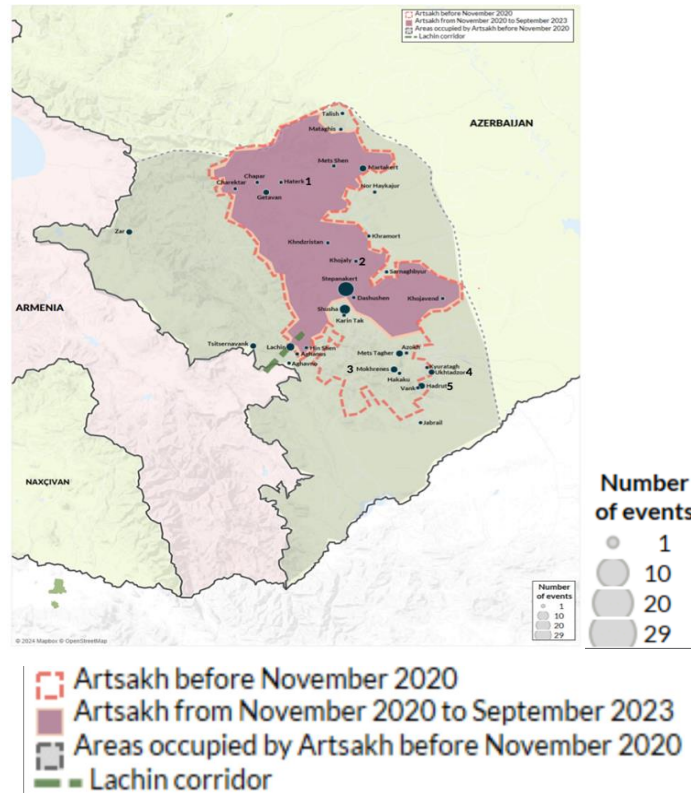 Artsakh before November 2020
Artsakh from November 2020 to September 2023
Areas occupied by Artsakh before November 2020
Lachin corridor
AZERBAIJAN
Talish
Mataghis
Mets Shen
Martakert
Chapar
Charektar
Haterk 1
Getavan
Nor Haykajur
Zar
Khramort
Khndzristan
Khojaly 2
Sarnaghbyur
Stepanakert
Dashushen
Khojavend
Shusha
Karin Tak
ARMENIA
Tsitsernavank
Lachin
Hin Shen
Aghanus
Aghavno
Azokh
Mets Tagher
3
Mokhrenes
Kavratagh
Ukhtadzor 4
Hakaku
Vank
Hadrut 5
Jabrail
NAXÇIVAN
Number
of events
1
10
20
29
© 2024 Mapbox © OpenStreetMap
Number
of events
1
10
20
29
Artsakh before November 2020
Artsakh from November 2020 to September 2023
Areas occupied by Artsakh before November 2020
Lachin corridor